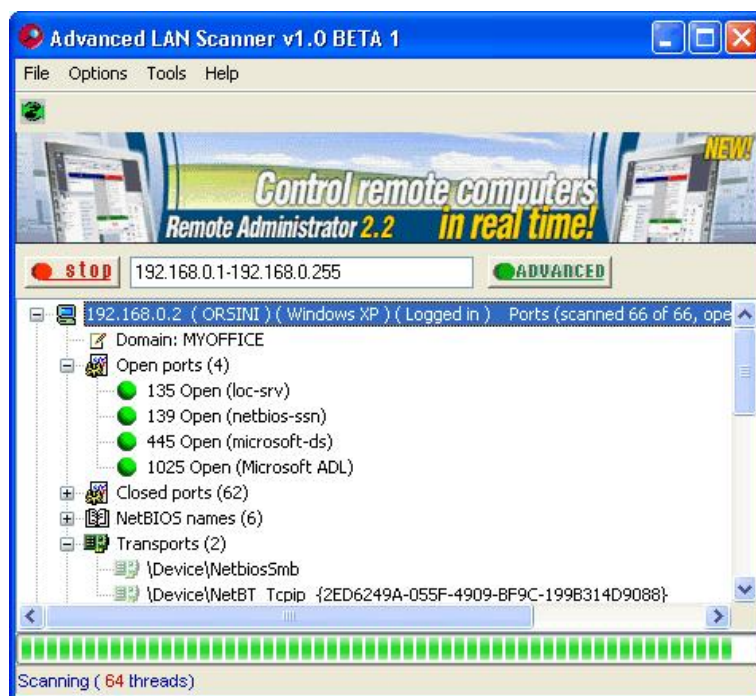 Advanced LAN Scanner v1.0 BETA 1
File Options Tools Help
NEW!
Control remote computers
Remote Administrator 2.2 in real time!
stop 192.168.0.1-192.168.0.255 ADVANCED
192.168.0.2 ( ORSINI ) ( Windows XP ) ( Logged in ) Ports (scanned 66 of 66, ope
Domain: MYOFFICE
Open ports (4)
135 Open (loc-srv)
139 Open (netbios-ssn)
445 Open (microsoft-ds)
1025 Open (Microsoft ADL)
Closed ports (62)
NetBIOS names (6)
Transports (2)
\Device\NetbiosSmb
\Device\NetBT_Tcpip_{2ED6249A-055F-4909-BF9C-199B314D9088}
Scanning ( 64 threads)